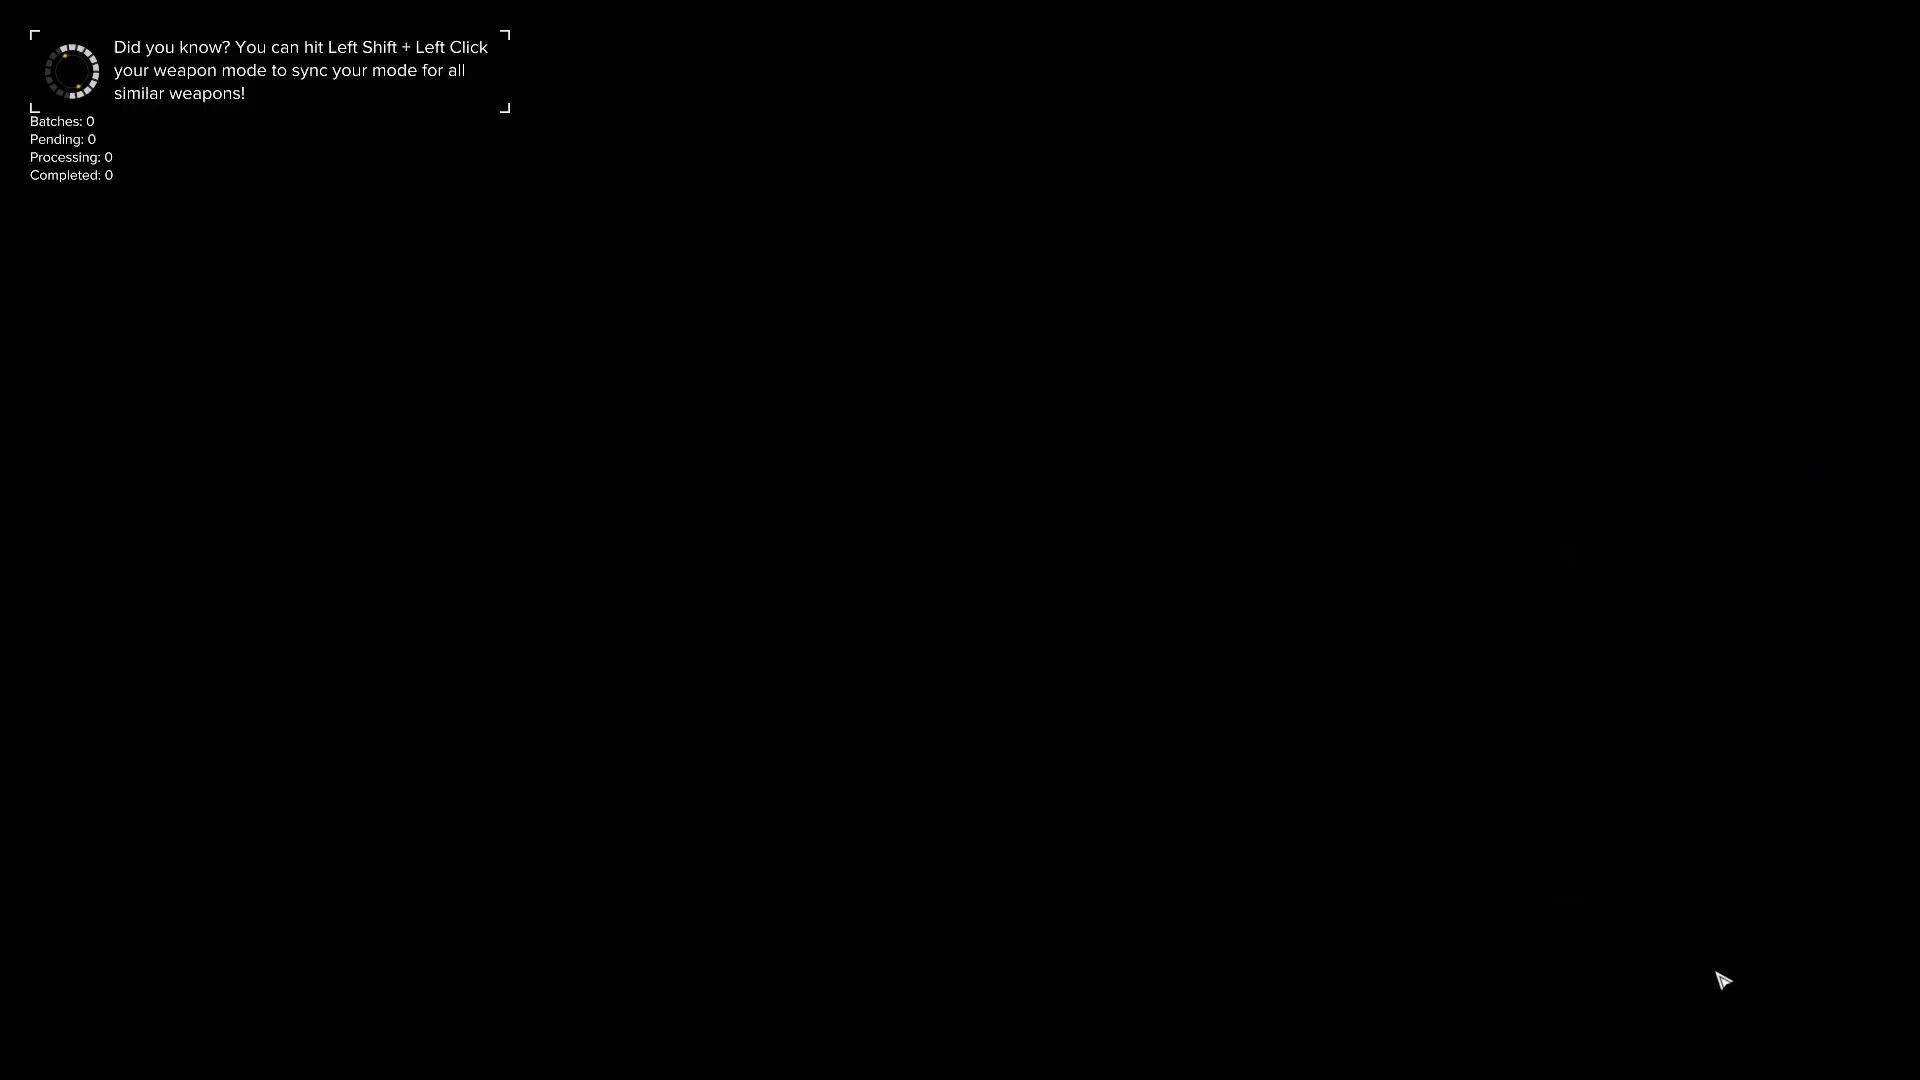 Did you know? You can hit Left Shift + Left Click
your weapon mode to sync your mode for all
similar weapons!
Batches: 0
Pending: 0
Processing: 0
Completed: 0